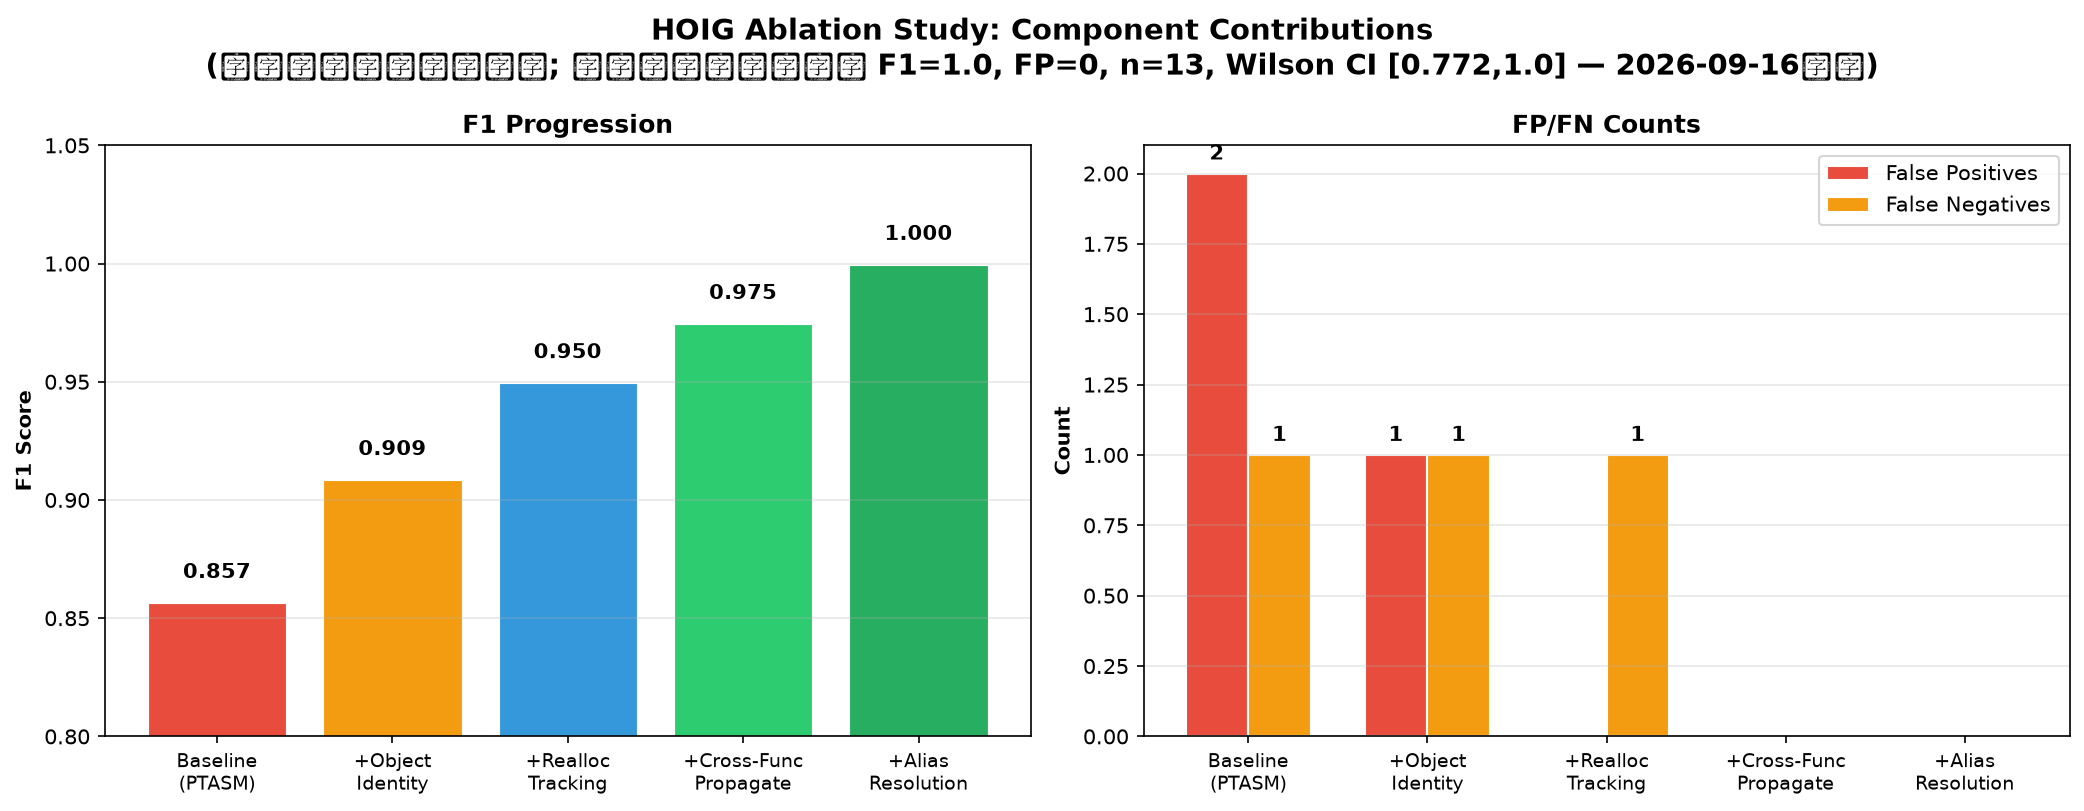 HOIG Ablation Study: Component Contributions
(; F1=1.0, FP=0, n=13, Wilson CI [0.772,1.0] — 2026-09-16)
F1 Progression
1.05
1.00
0.95
0.90
0.85
0.80
F1 Score
0.857
0.909
0.950
0.975
1.000
Baseline
(PTASM)
+Object
Identity
+Realloc
Tracking
+Cross-Func
Propagate
+Alias
Resolution
FP/FN Counts
2.00
1.75
1.50
1.25
1.00
0.75
0.50
0.25
0.00
Count
2
1
1
1
1
False Positives
False Negatives
Baseline
(PTASM)
+Object
Identity
+Realloc
Tracking
+Cross-Func
Propagate
+Alias
Resolution